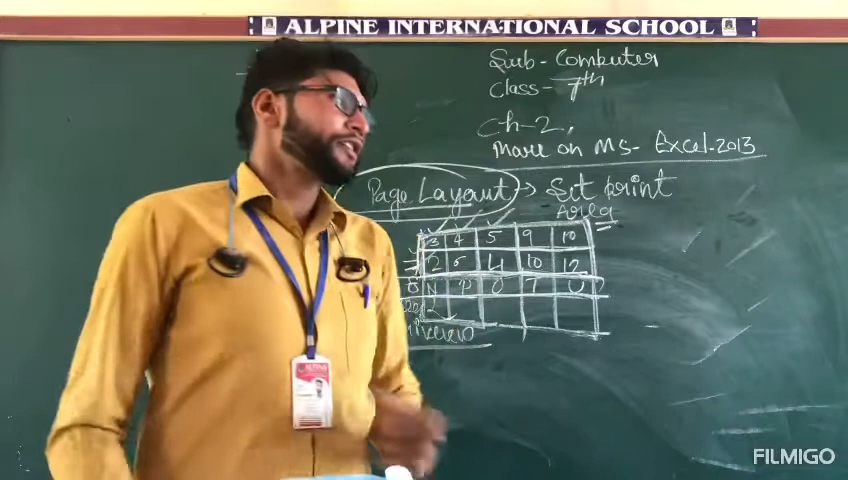 ALPINE INTERNATIONAL SCHOOL
Sub - Computer
Class - 7th
Ch-2,
More on MS- Excel-2013
Page Layout → Set print
Area
3 4 5 9 10
2 5 4 10 12
N P O T U
FILMIGO